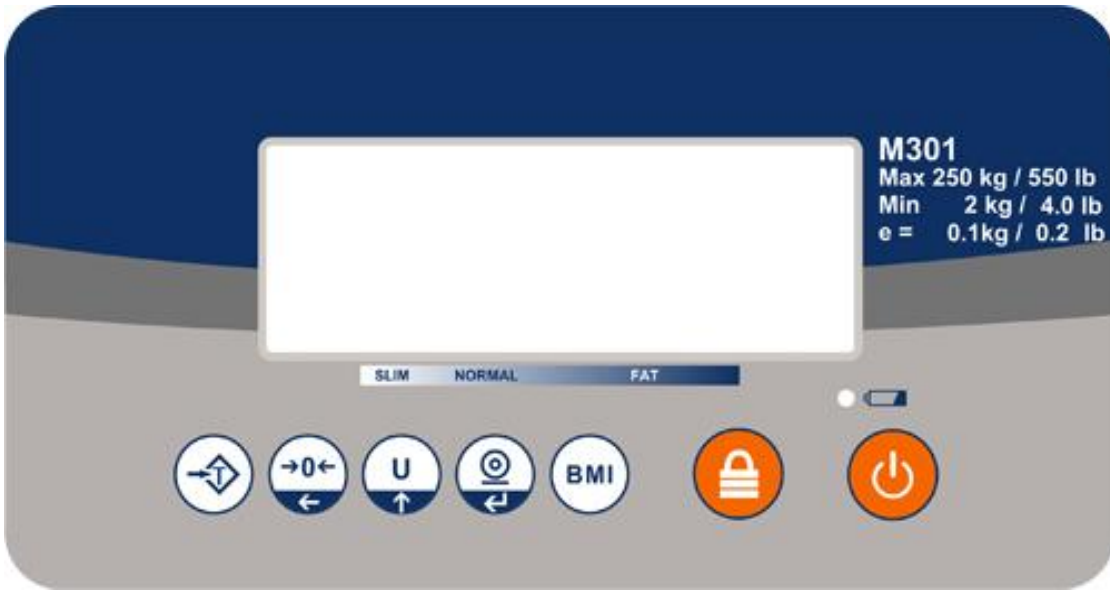 M301
Max 250 kg / 550 lb
Min 2 kg / 4.0 lb
e = 0.1kg / 0.2 lb
SLIM NORMAL FAT
T →0← U BMI